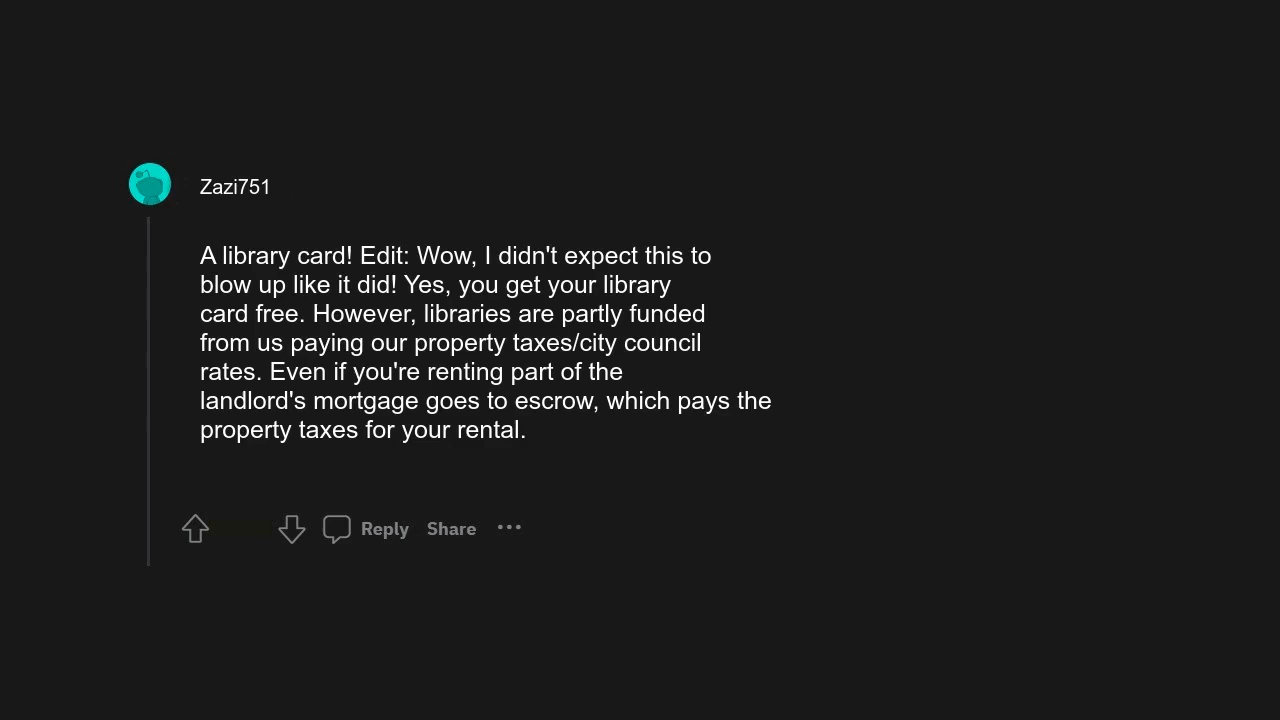 Zazi751
A library card! Edit: Wow, I didn't expect this to
blow up like it did! Yes, you get your library
card free. However, libraries are partly funded
from us paying our property taxes/city council
rates. Even if you're renting part of the
landlord's mortgage goes to escrow, which pays the
property taxes for your rental.
Reply Share